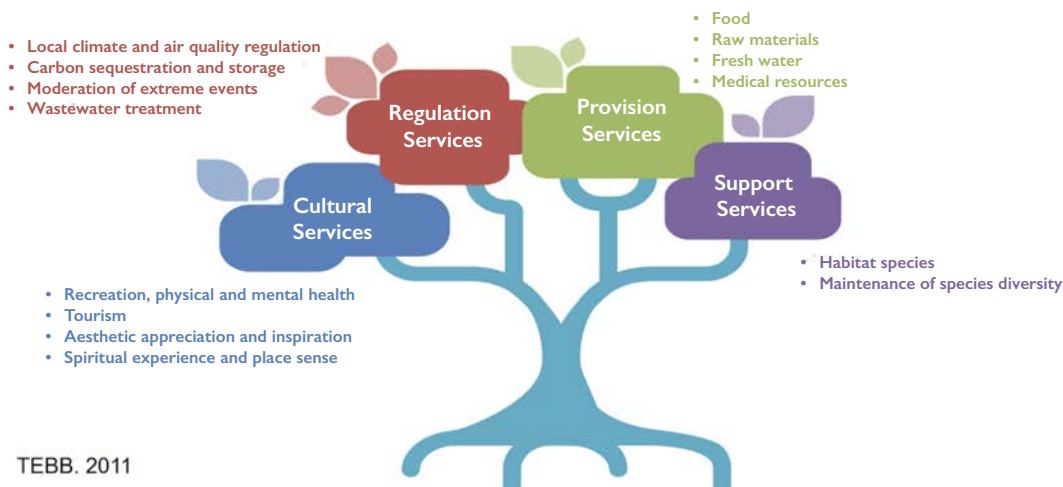 • Food
• Raw materials
• Fresh water
• Medical resources
• Local climate and air quality regulation
• Carbon sequestration and storage
• Moderation of extreme events
• Wastewater treatment
Regulation
Services
Provision
Services
Support
Services
Cultural
Services
• Habitat species
• Maintenance of species diversity
• Recreation, physical and mental health
• Tourism
• Aesthetic appreciation and inspiration
• Spiritual experience and place sense
TEBB. 2011